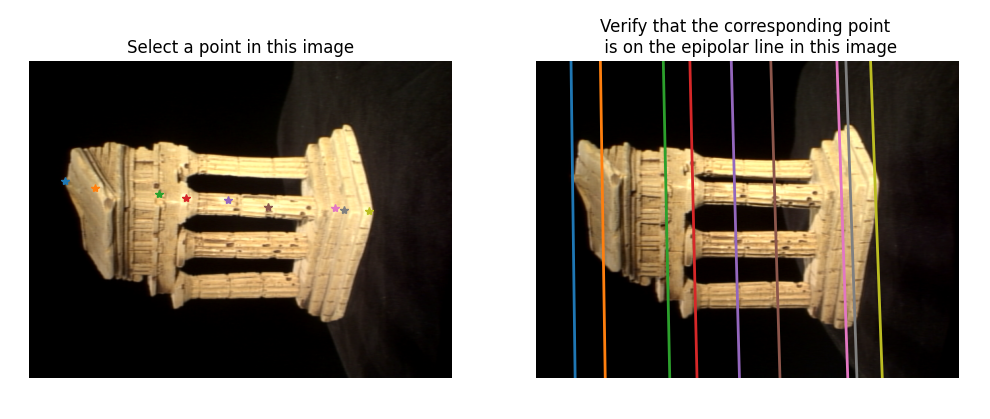 Select a point in this image
Verify that the corresponding point
is on the epipolar line in this image